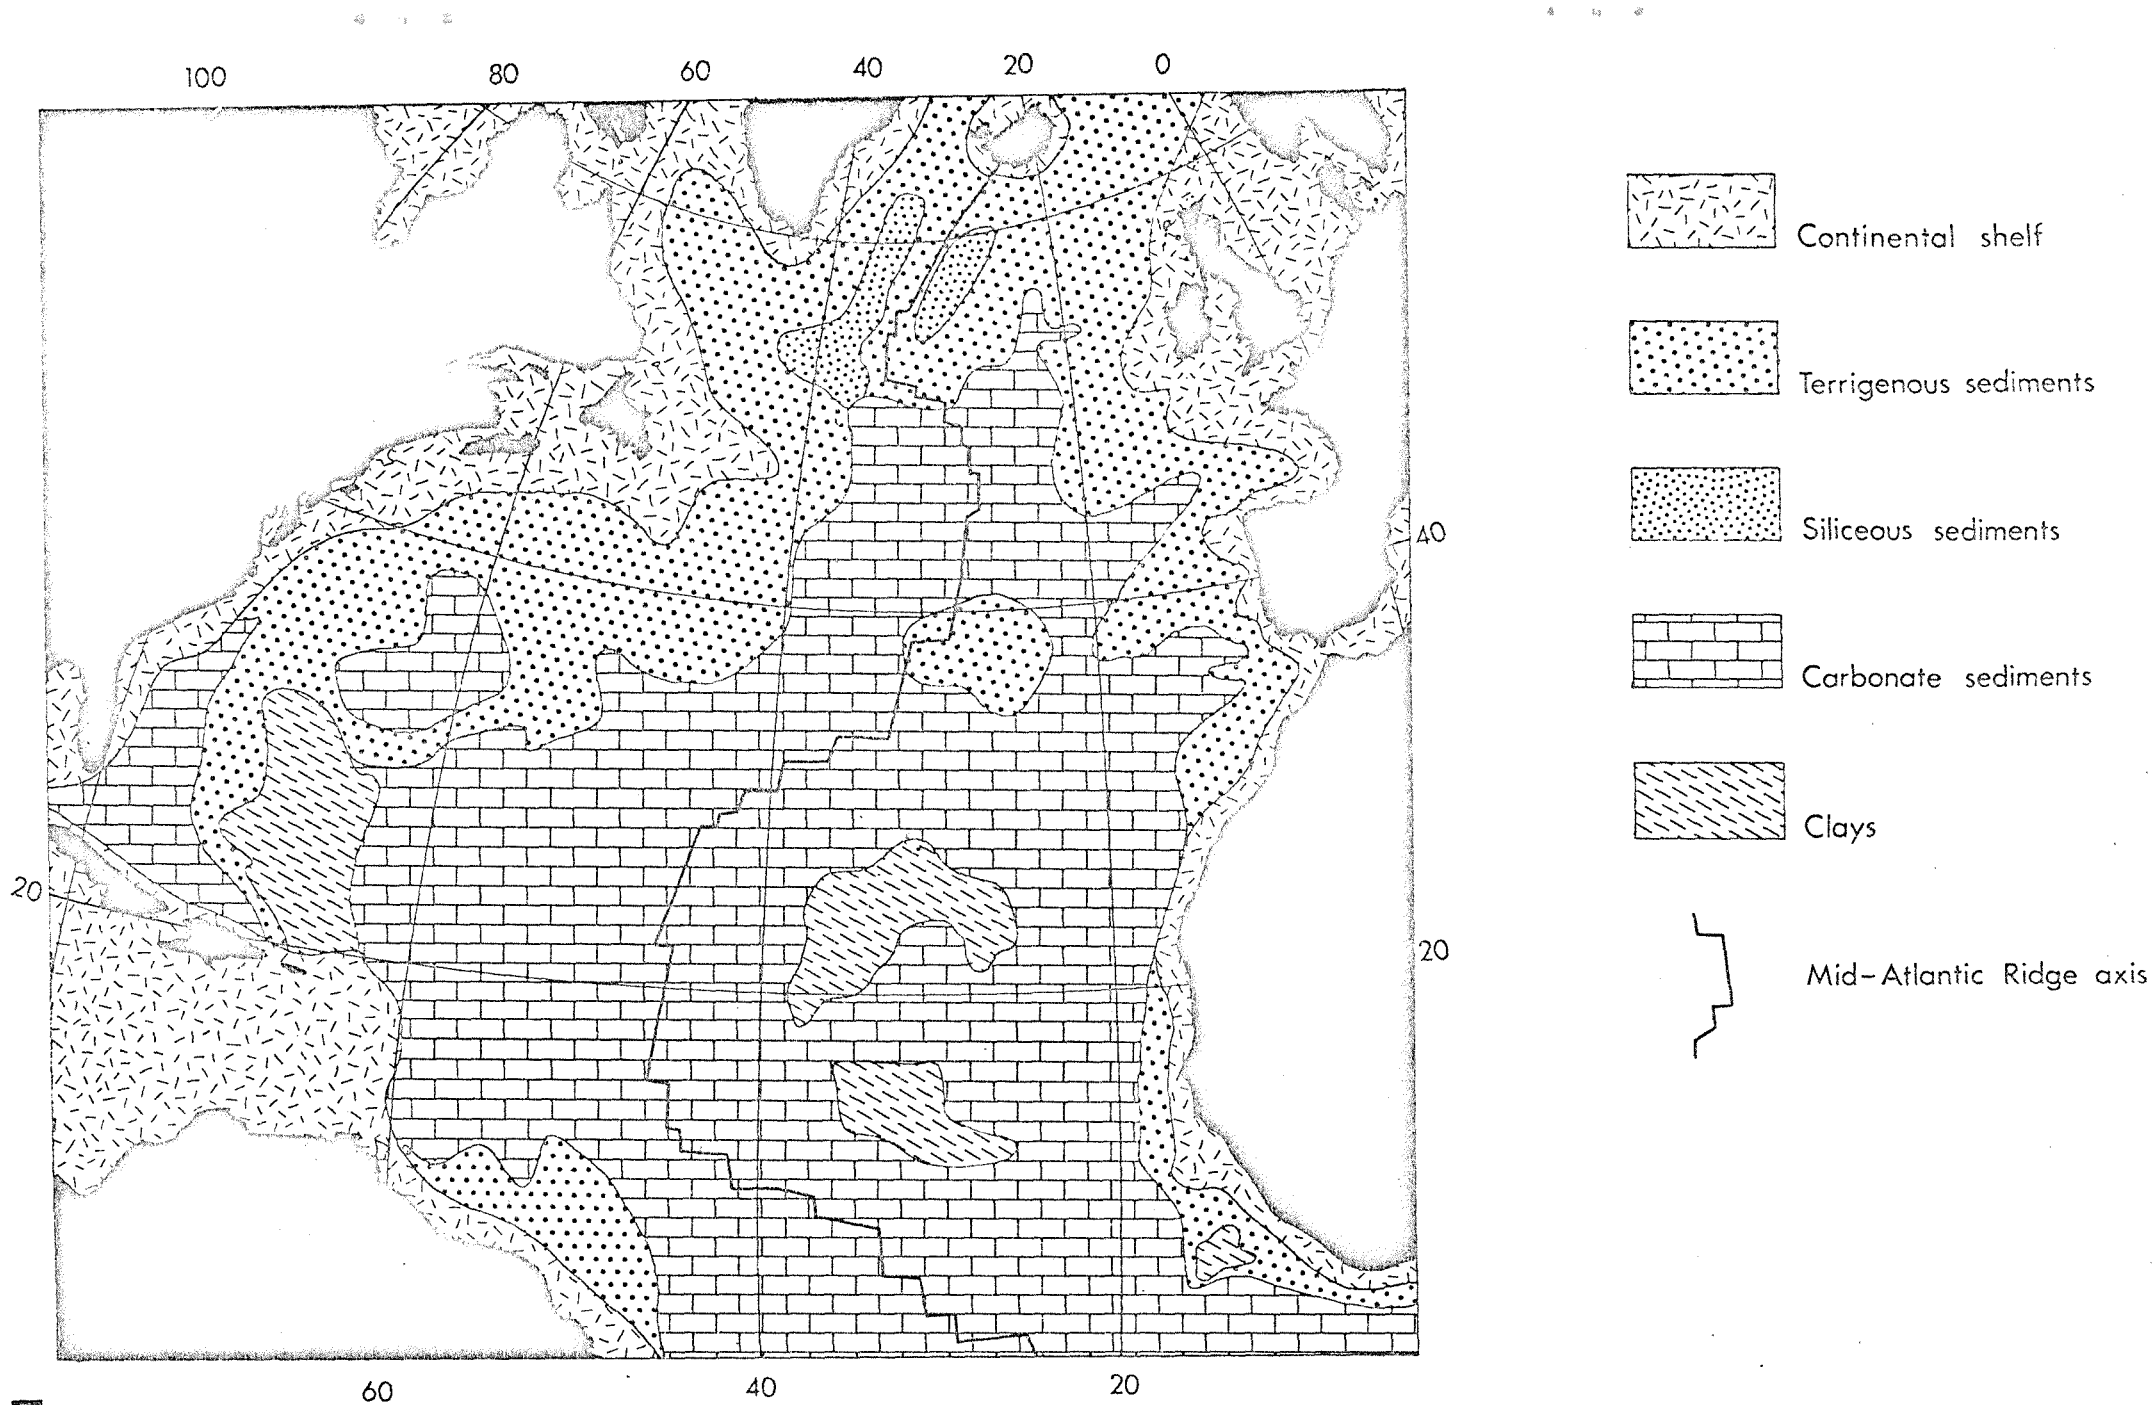 100 80 60 40 20 0
Continental shelf
Terrigenous sediments
Siliceous sediments
40
Carbonate sediments
Clays
20
20
Mid-Atlantic Ridge axis
60 40 20